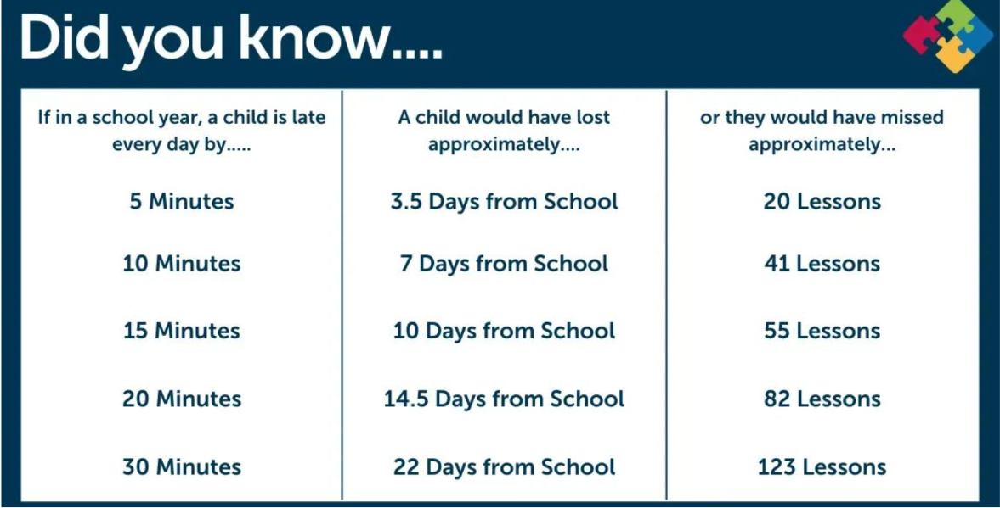 Did you know....
If in a school year, a child is late
every day by.....
A child would have lost
approximately....
or they would have missed
approximately...
5 Minutes
3.5 Days from School
20 Lessons
10 Minutes
7 Days from School
41 Lessons
15 Minutes
10 Days from School
55 Lessons
20 Minutes
14.5 Days from School
82 Lessons
30 Minutes
22 Days from School
123 Lessons